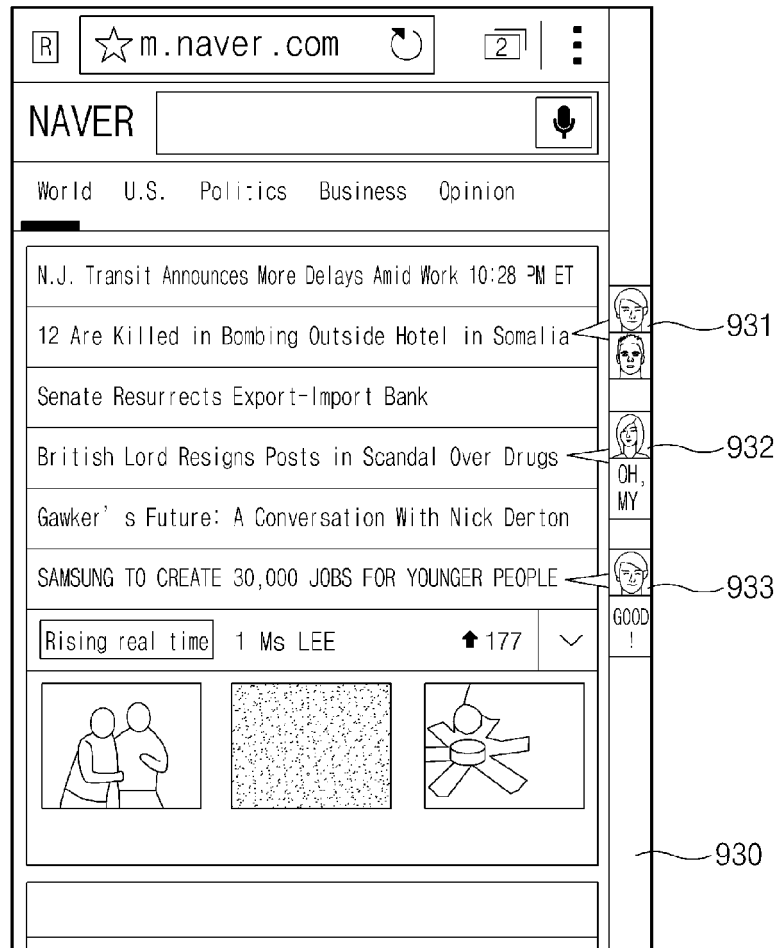 R ☆ m.naver.com 2
NAVER
World U.S. Politics Business Opinion
N.J. Transit Announces More Delays Amid Work 10:28 PM ET
12 Are Killed in Bombing Outside Hotel in Somalia
931
Senate Resurrects Export-Import Bank
British Lord Resigns Posts in Scandal Over Drugs
932
OH,
MY
Gawker's Future: A Conversation With Nick Denton
SAMSUNG TO CREATE 30,000 JOBS FOR YOUNGER PEOPLE
933
GOOD
!
Rising real time 1 Ms LEE ⬆ 177
930